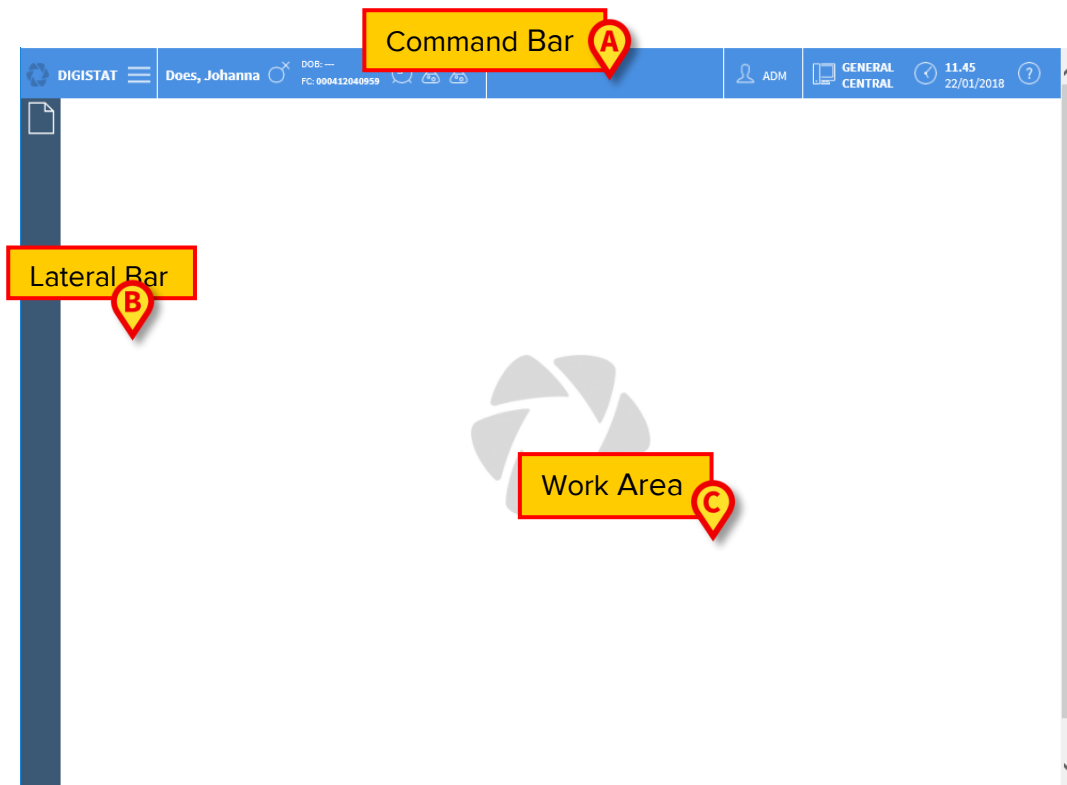 Command Bar A
DIGISTAT Does, Johanna DOB: --- ADM GENERAL 11.45 ?
FC: 000412040959 CENTRAL 22/01/2018
Lateral Bar
B
Work Area C